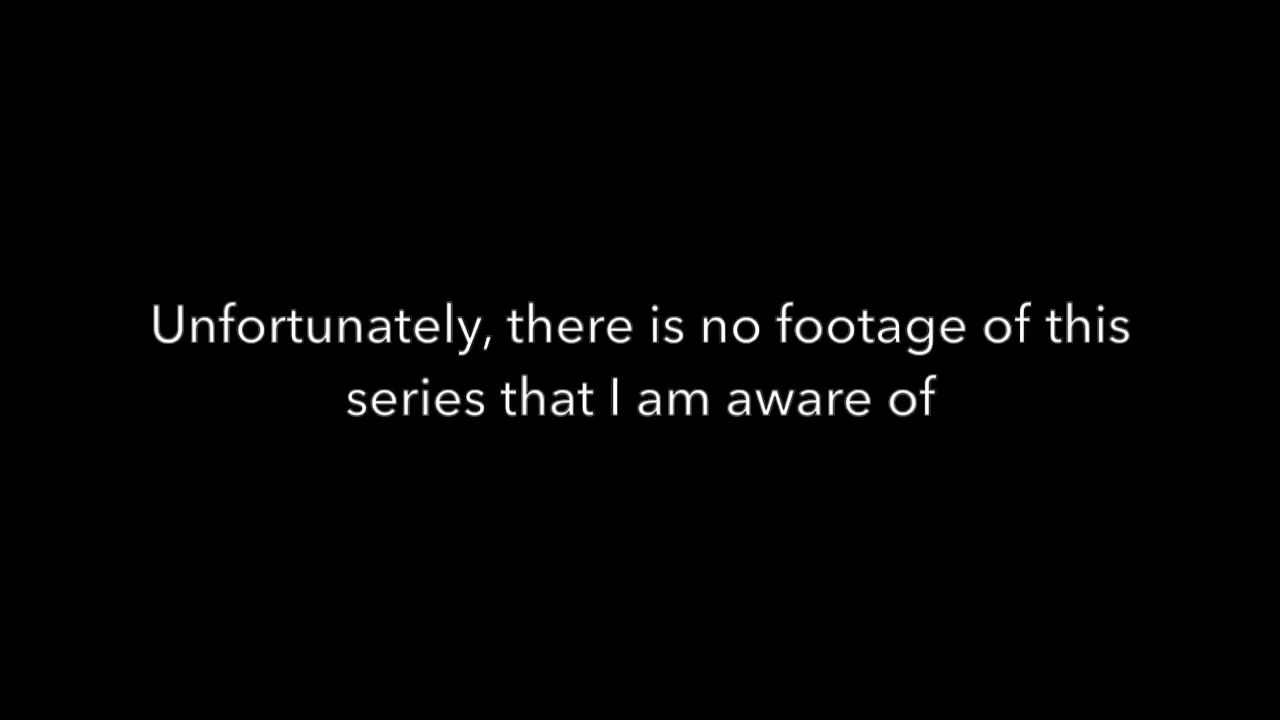 Unfortunately, there is no footage of this
series that I am aware of